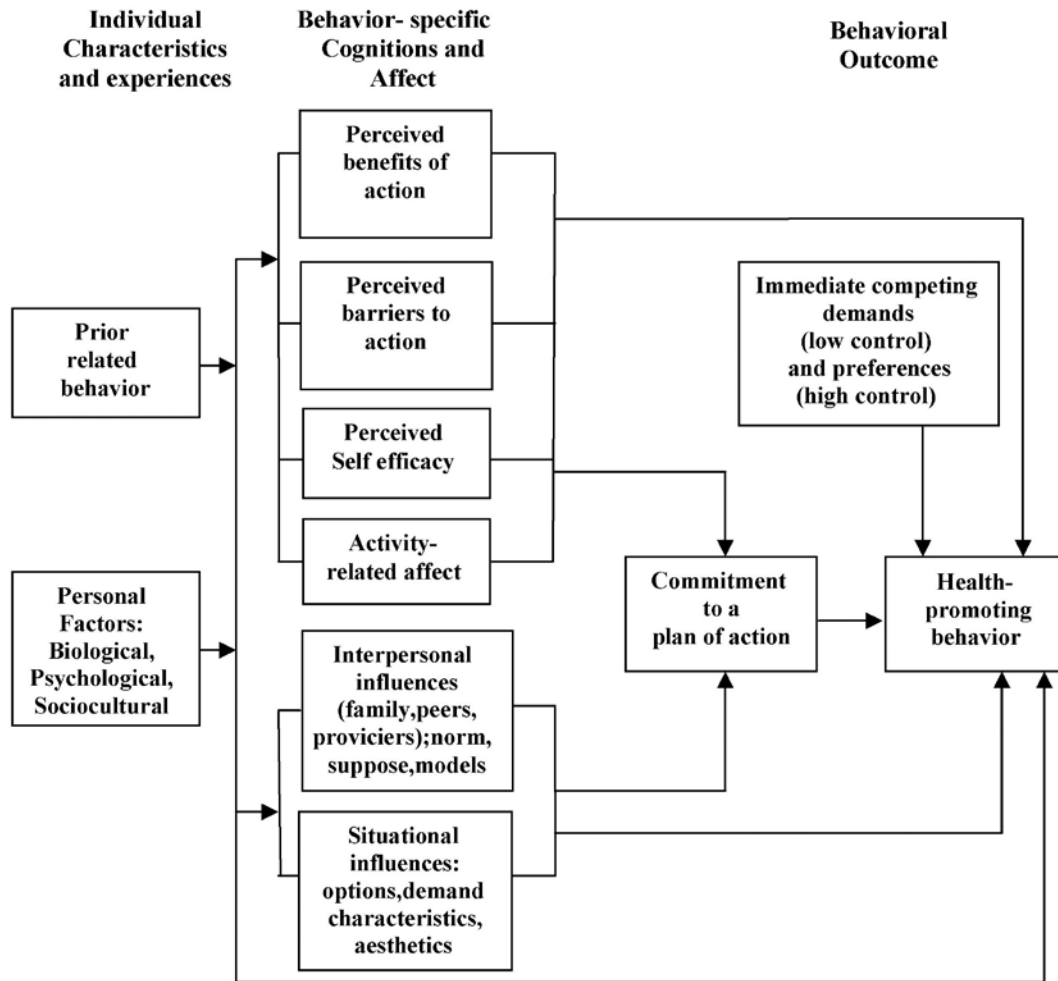 Individual
Characteristics
and experiences
Behavior- specific
Cognitions and
Affect
Behavioral
Outcome
Perceived
benefits of
action
Perceived
barriers to
action
Immediate competing
demands
(low control)
and preferences
(high control)
Prior
related
behavior
Perceived
Self efficacy
Activity-
related affect
Personal
Factors:
Biological,
Psychological,
Sociocultural
Commitment
to a
plan of action
Health-
promoting
behavior
Interpersonal
influences
(family,peers,
proviciers);norm,
suppose,models
Situational
influences:
options,demand
characteristics,
aesthetics